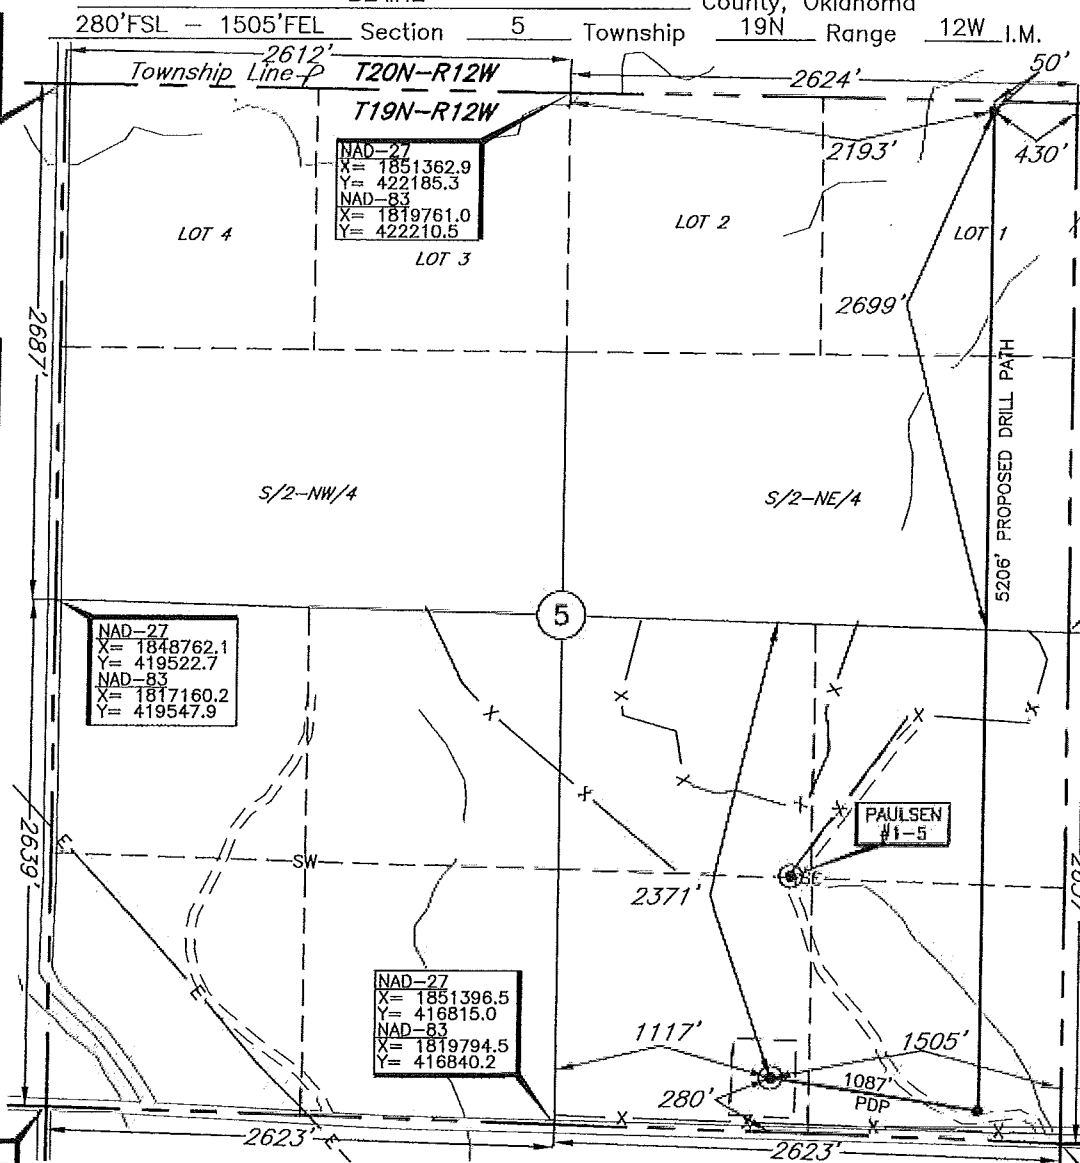 County, Oklahoma
280'FSL – 1505'FEL Section 5 Township 19N Range 12W I.M.
2612'
50'
Township Line
T20N–R12W
2624'
T19N–R12W
2193'
430'
NAD–27
X= 1851362.9
Y= 422185.3
NAD–83
X= 1819761.0
Y= 422210.5
LOT 4
LOT 3
LOT 2
LOT 1
2699'
2687'
5206' PROPOSED DRILL PATH
S/2–NW/4
S/2–NE/4
5
NAD–27
X= 1848762.1
Y= 419522.7
NAD–83
X= 1817160.2
Y= 419547.9
X
X
X
X
X
X
X
X
X
X
PAULSEN
#1–5
E
2639'
SW
2371'
E
NAD–27
X= 1851396.5
Y= 416815.0
NAD–83
X= 1819794.5
Y= 416840.2
1117'
1505'
280'
1087'
PDP
X
X
X
X
2623'
E
2623'